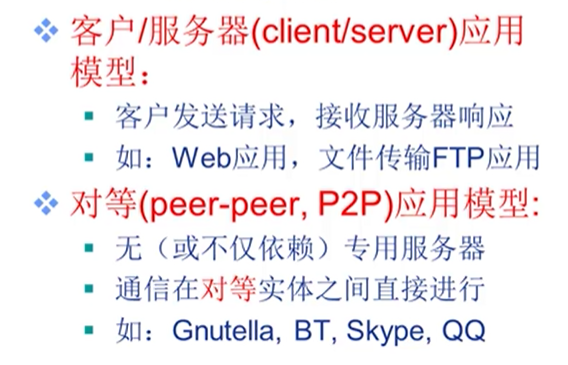 客户/服务器(client/server)应用
模型：
客户发送请求，接收服务器响应
如：Web应用，文件传输FTP应用
对等(peer-peer, P2P)应用模型:
无（或不仅依赖）专用服务器
通信在对等实体之间直接进行
如：Gnutella, BT, Skype, QQ